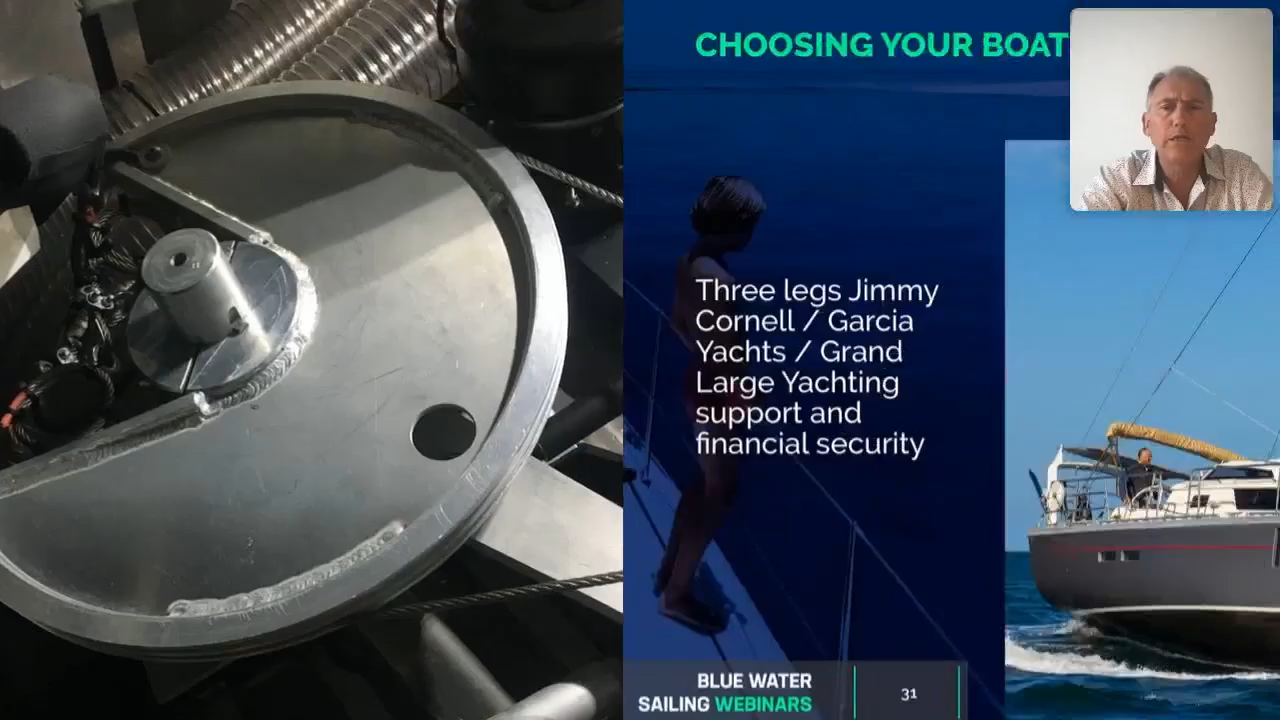 CHOOSING YOUR BOAT
Three legs Jimmy
Cornell / Garcia
Yachts / Grand
Large Yachting
support and
financial security
BLUE WATER
SAILING WEBINARS
31